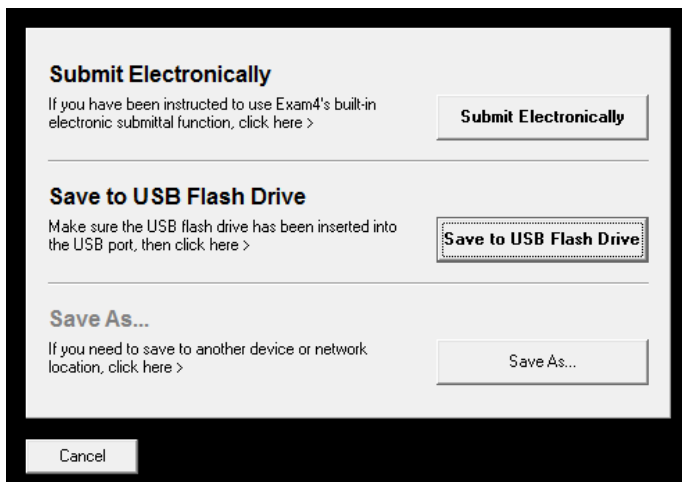 Submit Electronically
If you have been instructed to use Exam4's built-in
electronic submittal function, click here >
Submit Electronically
Save to USB Flash Drive
Make sure the USB flash drive has been inserted into
the USB port, then click here >
Save to USB Flash Drive
Save As...
If you need to save to another device or network
location, click here >
Save As...
Cancel